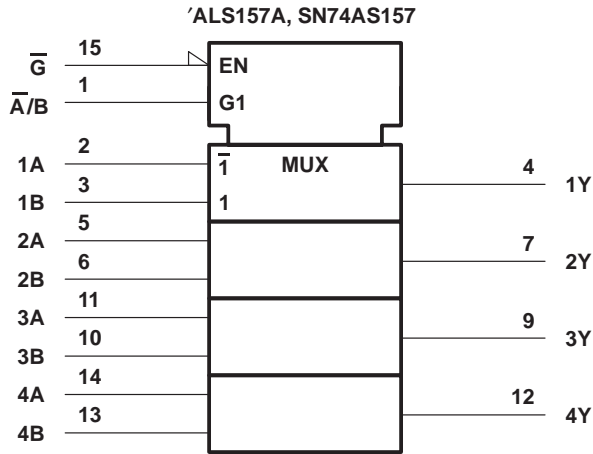 ′ALS157A, SN74AS157
G̅ 15 EN
A̅/B 1 G1
1A 2 1̅ MUX 4 1Y
1B 3 1
2A 5 7 2Y
2B 6
3A 11 9 3Y
3B 10
4A 14 12 4Y
4B 13